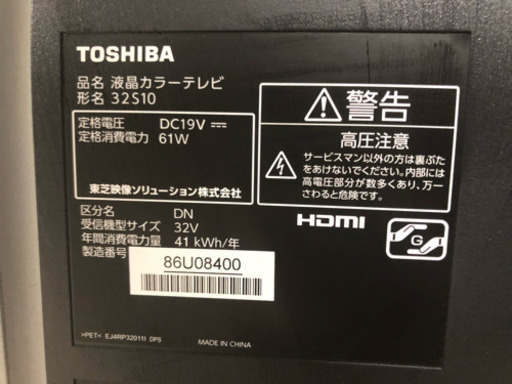 TOSHIBA
品名 液晶カラーテレビ
形名 32S10
定格電圧 DC19V
定格消費電力 61W
東芝映像ソリューション株式会社
区分名 DN
受信機型サイズ 32V
年間消費電力量 41 kWh/年
製造番号
86U08400
警告
高圧注意
サービスマン以外の方は裏ぶた
をあけないでください。内部には
高電圧部分が数多くあり、万一
さわると危険です。
HDMI
G
>PET< EJ4RP32011I DPS
MADE IN CHINA